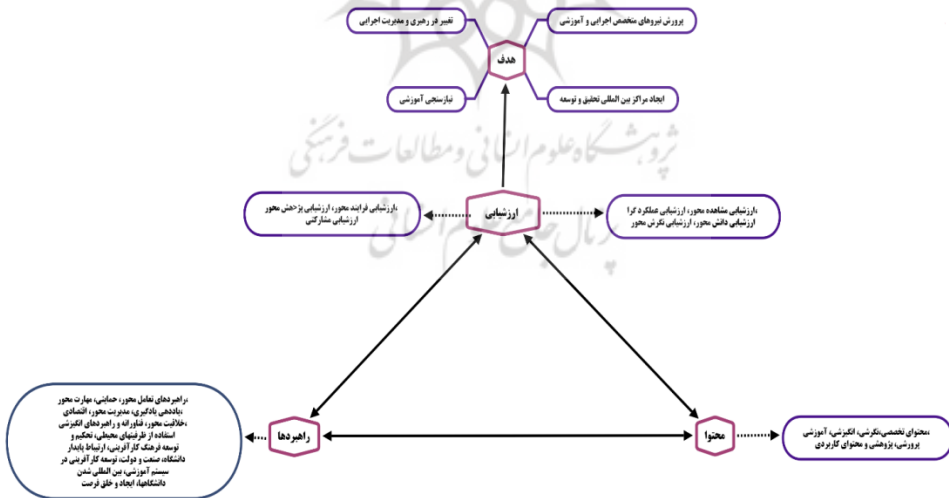 تغییر در رهبری و مدیریت اجرایی
پرورش نیروهای متخصص اجرایی و آموزشی
هدف
نیازسنجی آموزشی
ایجاد مراکز بین المللی تحقیق و توسعه
پژوهشگاه علوم انسانی و مطالعات فرهنگی
ارزشیابی
،ارزشیابی مشاهده محور، ارزشیابی عملکرد گرا
ارزشیابی دانش محور، ارزشیابی نگرش محور
،ارزشیابی فرایند محور، ارزشیابی پژوهش محور
ارزشیابی مشارکتی
پرتال جامع علوم انسانی
محتوا
،محتوای تخصصی،نگرشی، انگیزشی، آموزشی
پرورشی، پژوهشی و محتوای کاربردی
راهبردها
،راهبردهای تعامل محور، حمایتی، مهارت محور
،یاددهی یادگیری، مدیریت محور، اقتصادی
،خلاقیت محور، فناورانه و راهبردهای انگیزشی
استفاده از ظرفیتهای محیطی، تحکیم و
توسعه فرهنگ کارآفرینی، ارتباط پایدار
دانشگاه، صنعت و دولت، توسعه کارآفرینی در
سیستم آموزشی، بین المللی شدن
دانشگاهها، ایجاد و خلق فرصت